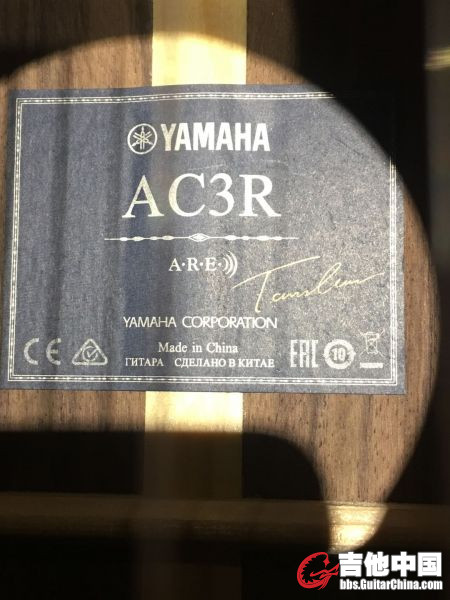 YAMAHA
AC3R
A·R·E
YAMAHA CORPORATION
Made in China
ГИТАРА СДЕЛАНО В КИТАЕ
CE
EAC
10
吉他中国
bbs.GuitarChina.com